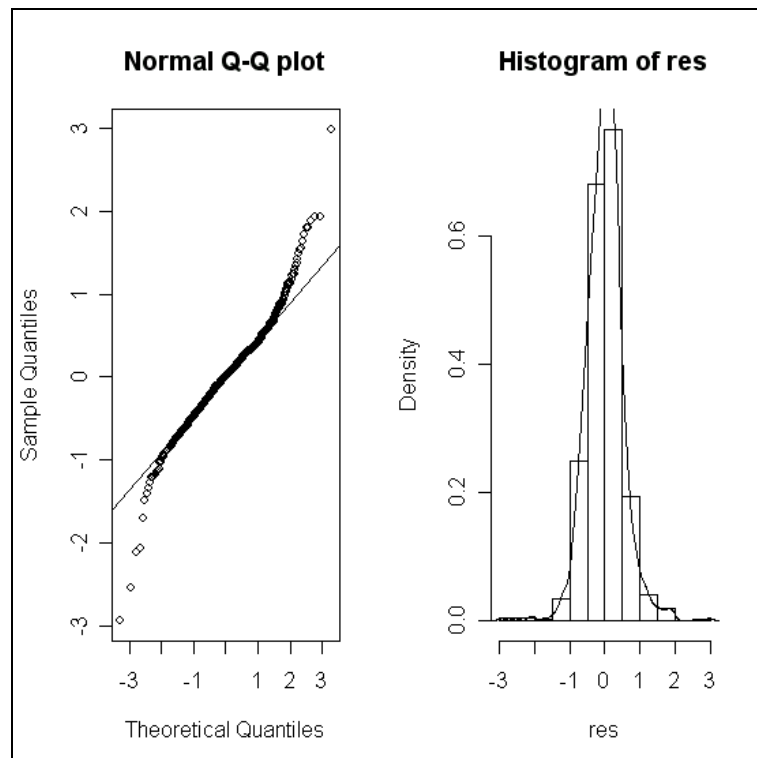 Normal Q-Q plot
Sample Quantiles
3
2
1
0
-1
-2
-3
-3 -1 1 2 3
Theoretical Quantiles
Histogram of res
Density
0.6
0.4
0.2
0.0
-3 -1 0 1 2 3
res